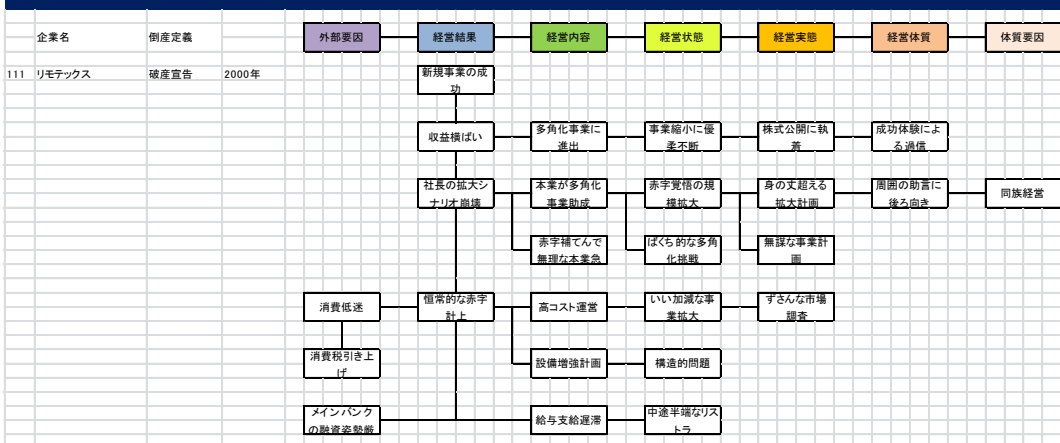 企業名 倒産定義 外部要因 経営結果 経営内容 経営状態 経営実態 経営体質 体質要因
111 リモテックス 破産宣告 2000年
新規事業の成
功
収益横ばい
多角化事業に
進出
事業縮小に優
柔不断
株式公開に執
着
成功体験によ
る過信
社長の拡大シ
ナリオ崩壊
本業が多角化
事業助成
赤字覚悟の規
模拡大
身の丈超える
拡大計画
周囲の助言に
後ろ向き
同族経営
赤字補てんで
無理な本業急
ばくち的な多角
化挑戦
無謀な事業計
画
消費低迷
恒常的な赤字
計上
高コスト運営
いい加減な事
業拡大
ずさんな市場
調査
消費税引き上
げ
設備増強計画
構造的問題
メインバンク
の融資姿勢厳
給与支給遅滞
中途半端なリス
トラ